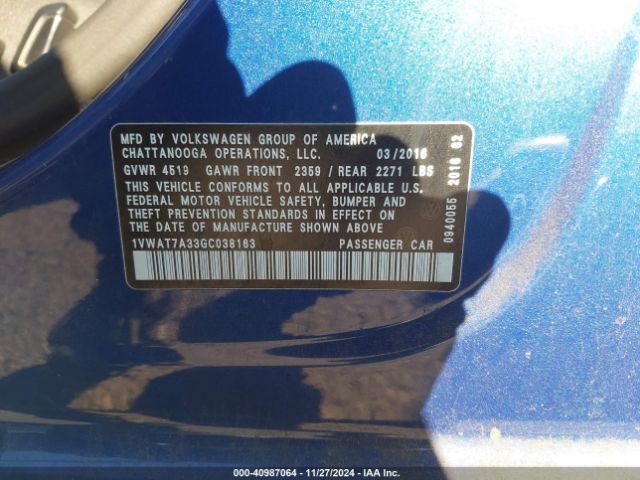 MFD BY VOLKSWAGEN GROUP OF AMERICA
CHATTANOOGA OPERATIONS, LLC. 03/2016
GVWR 4519 GAWR FRONT 2359 / REAR 2271 LBS
THIS VEHICLE CONFORMS TO ALL APPLICABLE U.S.
FEDERAL MOTOR VEHICLE SAFETY, BUMPER AND
THEFT PREVENTION STANDARDS IN EFFECT ON
THE DATE OF MANUFACTURE SHOWN ABOVE
1VWAT7A33GC038163 PASSENGER CAR
0940055 2016 62
000-40987064 - 11/27/2024 - IAA Inc.